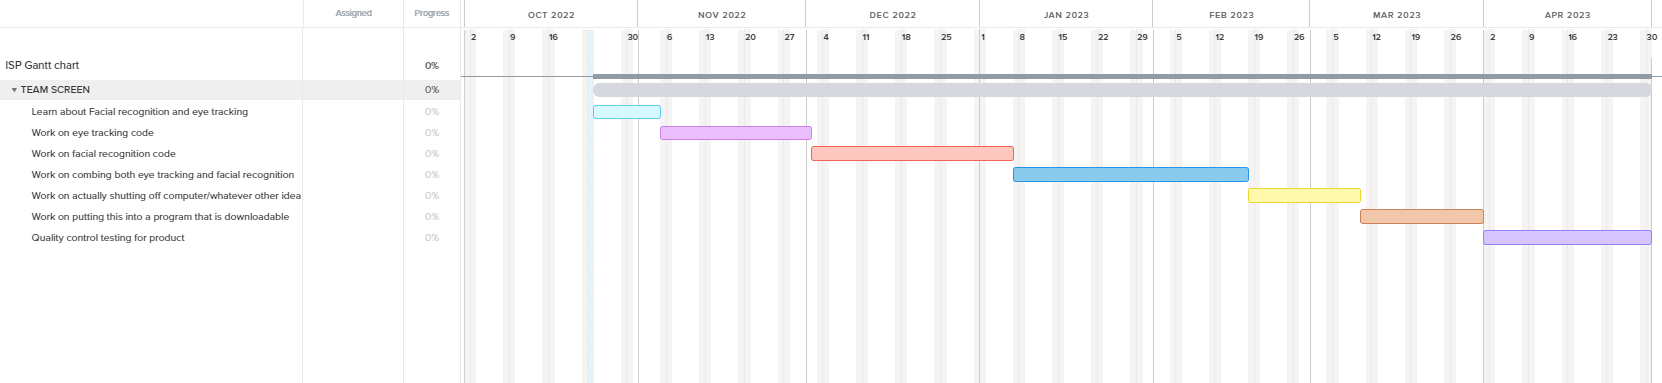 Assigned Progress OCT 2022 NOV 2022 DEC 2022 JAN 2023 FEB 2023 MAR 2023 APR 2023
2 9 16 30 6 13 20 27 4 11 18 25 1 8 15 22 29 5 12 19 26 5 12 19 26 2 9 16 23 30
ISP Gantt chart 0%
TEAM SCREEN 0%
Learn about Facial recognition and eye tracking 0%
Work on eye tracking code 0%
Work on facial recognition code 0%
Work on combing both eye tracking and facial recognition 0%
Work on actually shutting off computer/whatever other idea 0%
Work on putting this into a program that is downloadable 0%
Quality control testing for product 0%